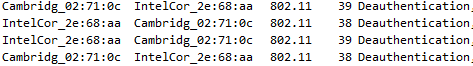 Cambridg_02:71:0c IntelCor_2e:68:aa 802.11 39 Deauthentication,
IntelCor_2e:68:aa Cambridg_02:71:0c 802.11 38 Deauthentication,
IntelCor_2e:68:aa Cambridg_02:71:0c 802.11 39 Deauthentication,
Cambridg_02:71:0c IntelCor_2e:68:aa 802.11 38 Deauthentication,